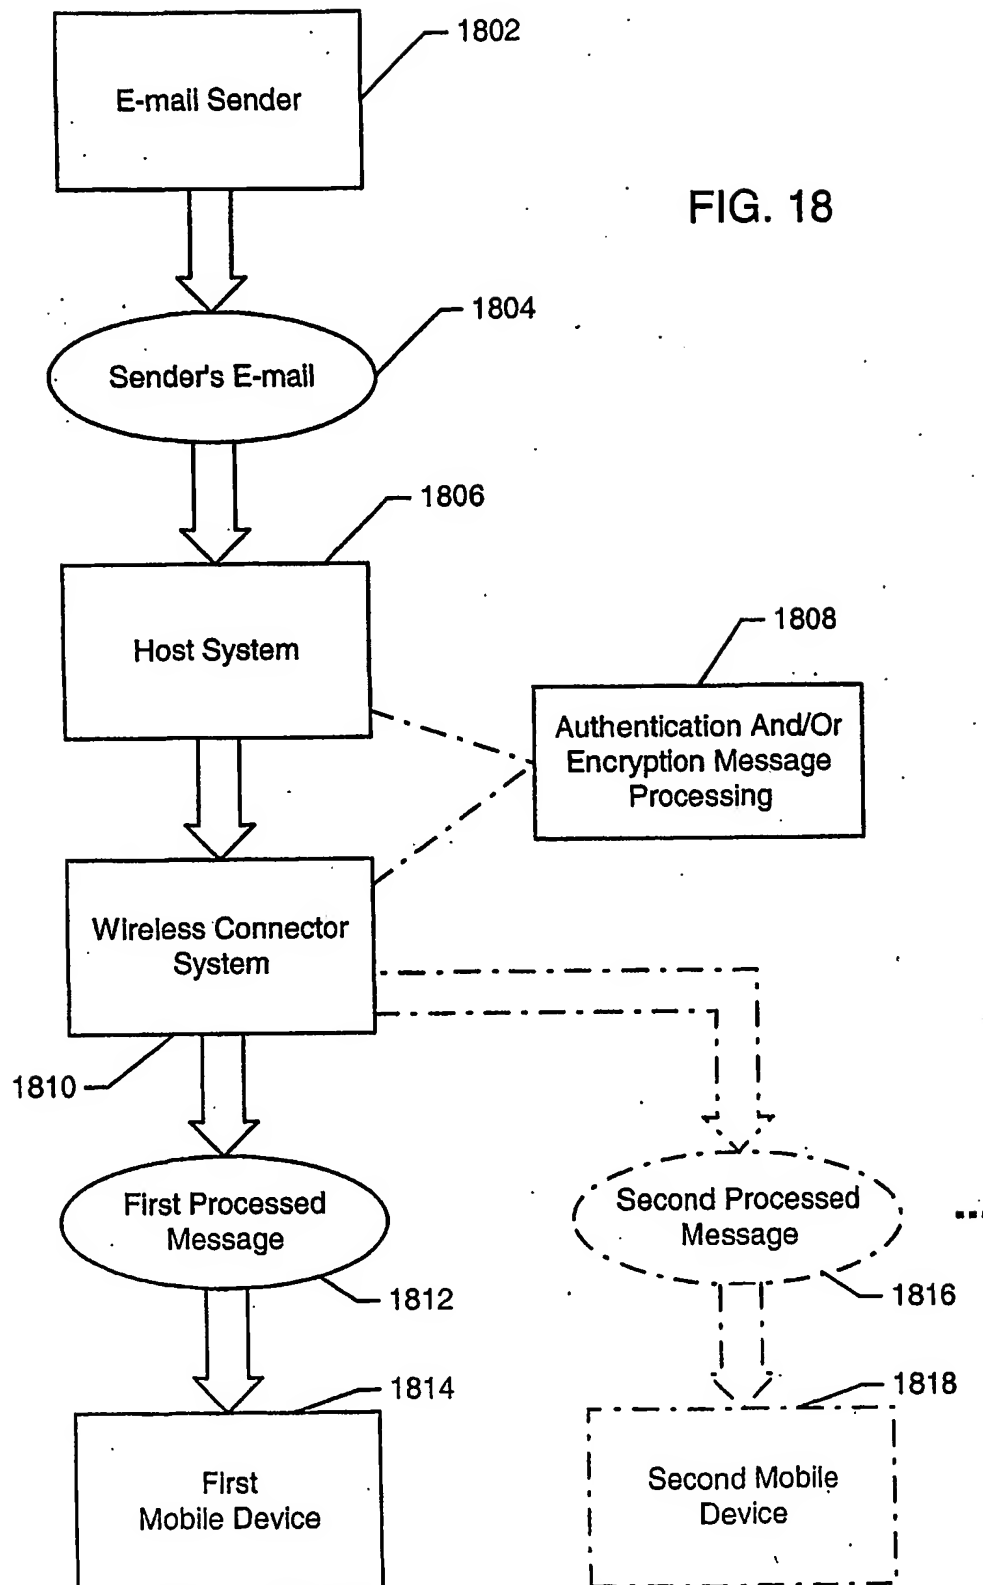 1802
E-mail Sender
FIG. 18
1804
Sender's E-mail
1806
Host System
1808
Authentication And/Or
Encryption Message
Processing
Wireless Connector
System
1810
First Processed
Message
1812
Second Processed
Message
1816
1814
First
Mobile Device
1818
Second Mobile
Device